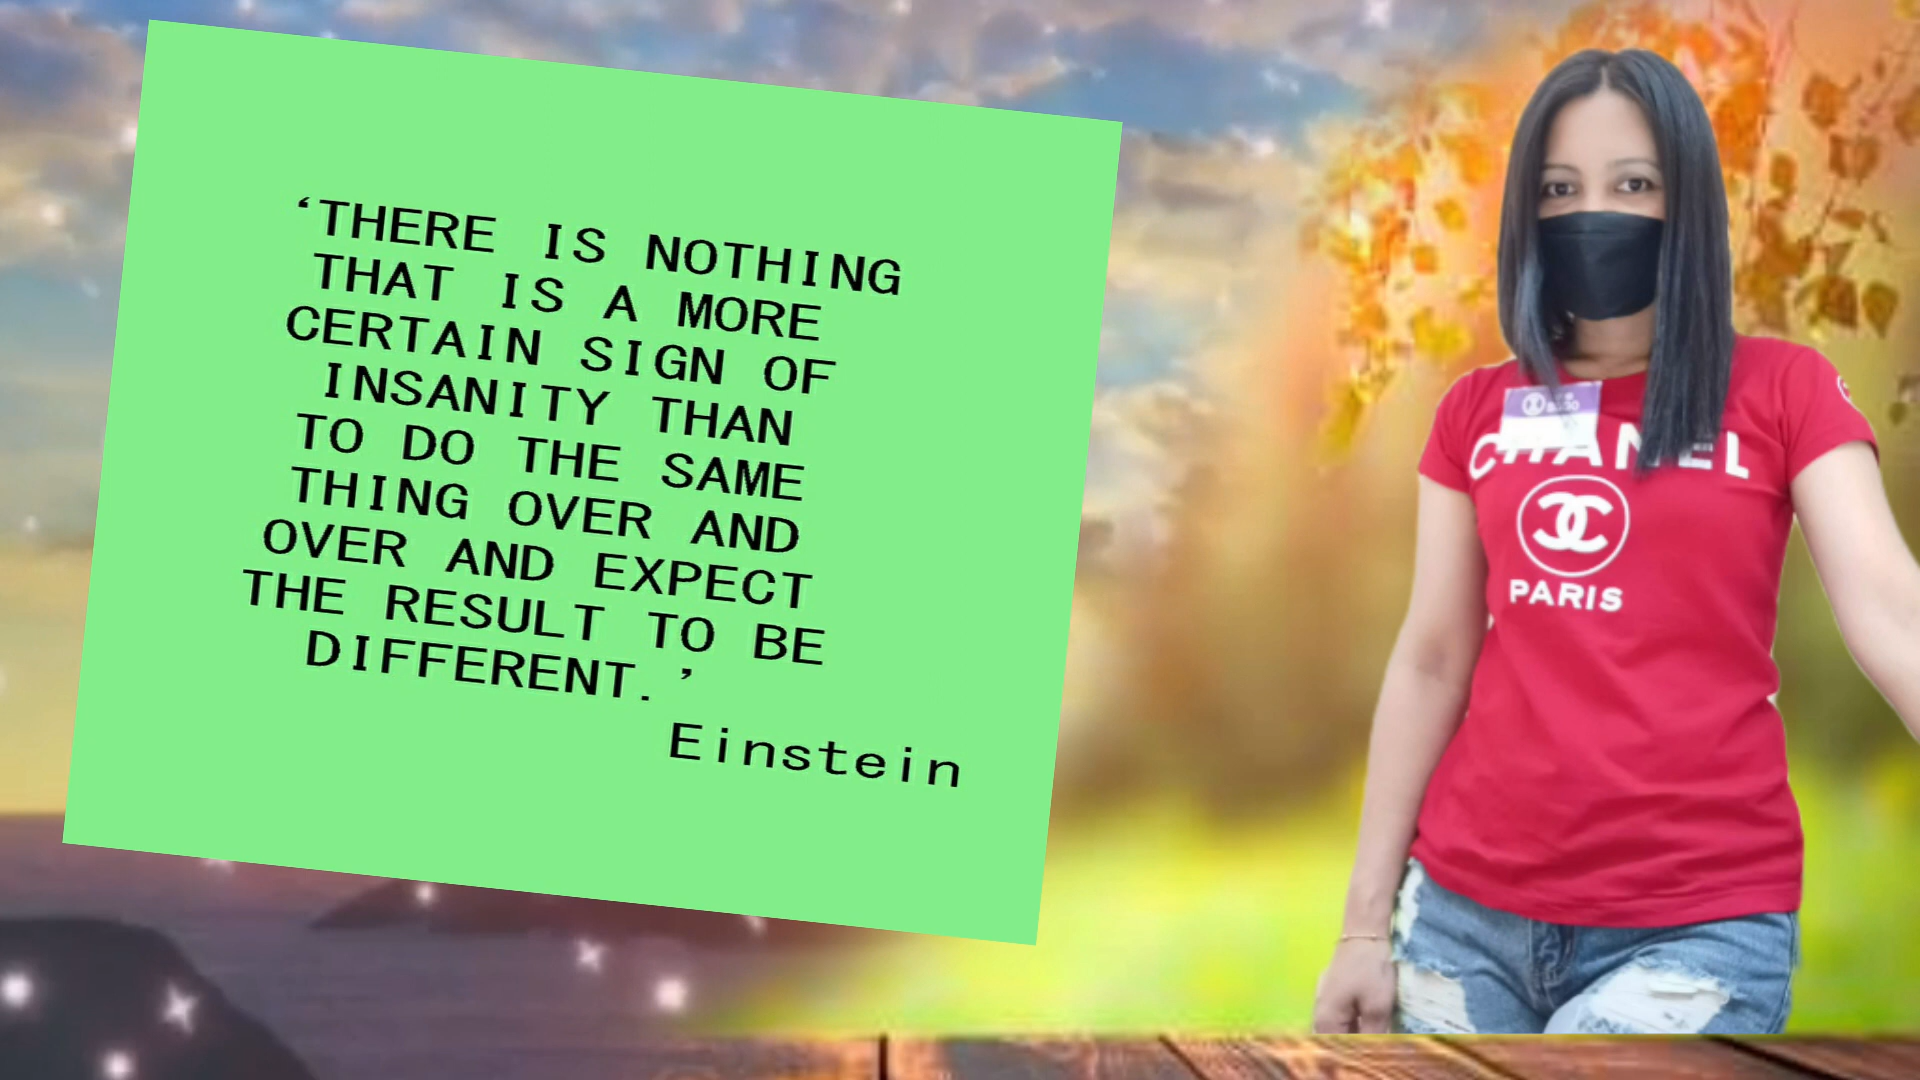 ‘THERE IS NOTHING
THAT IS A MORE
CERTAIN SIGN OF
INSANITY THAN
TO DO THE SAME
THING OVER AND
OVER AND EXPECT
THE RESULT TO BE
DIFFERENT.’
Einstein
CHANEL
PARIS